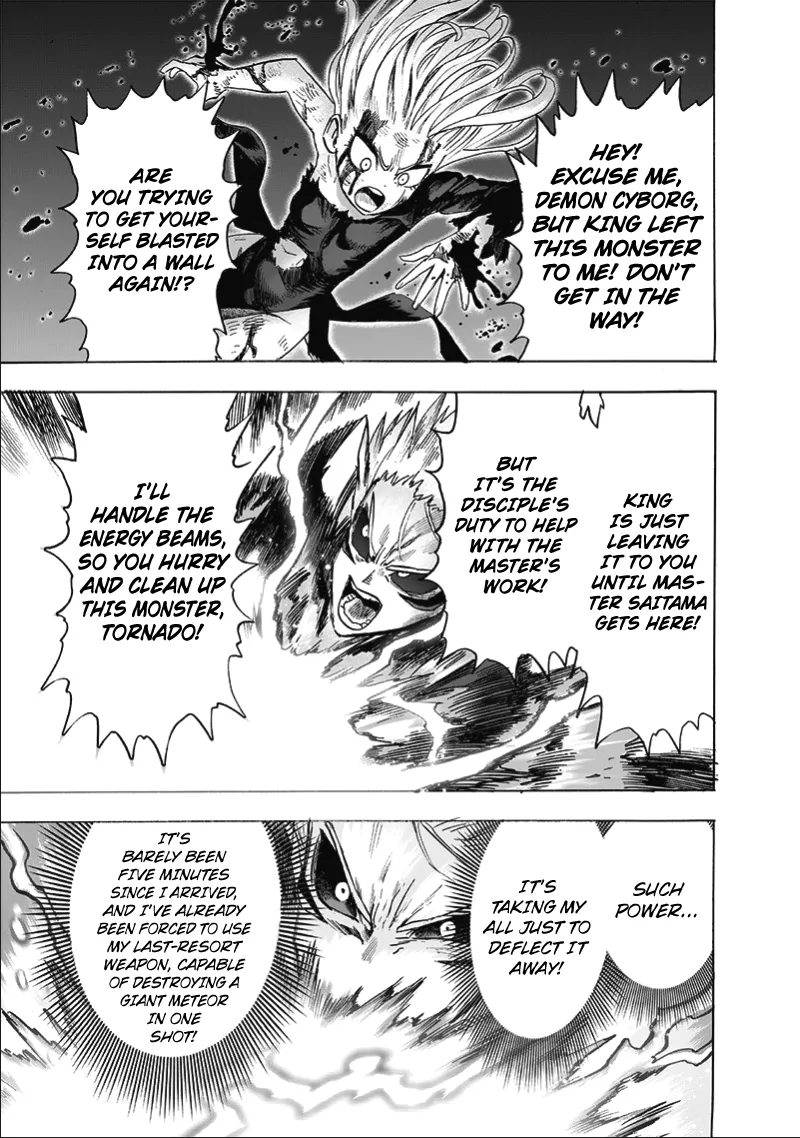 HEY!
EXCUSE ME,
DEMON CYBORG,
BUT KING LEFT
THIS MONSTER
TO ME! DON'T
GET IN THE
WAY!
ARE
YOU TRYING
TO GET YOUR-
SELF BLASTED
INTO A WALL
AGAIN!?
KING
IS JUST
LEAVING
IT TO YOU
UNTIL MAS-
TER SAITAMA
GETS HERE!
BUT
IT'S THE
DISCIPLE'S
DUTY TO HELP
WITH THE
MASTER'S
WORK!
I'LL
HANDLE THE
ENERGY BEAMS,
SO YOU HURRY
AND CLEAN UP
THIS MONSTER,
TORNADO!
SUCH
POWER...
IT'S
TAKING MY
ALL JUST TO
DEFLECT IT
AWAY!
IT'S
BARELY BEEN
FIVE MINUTES
SINCE I ARRIVED,
AND I'VE ALREADY
BEEN FORCED TO USE
MY LAST-RESORT
WEAPON, CAPABLE
OF DESTROYING A
GIANT METEOR
IN ONE
SHOT!